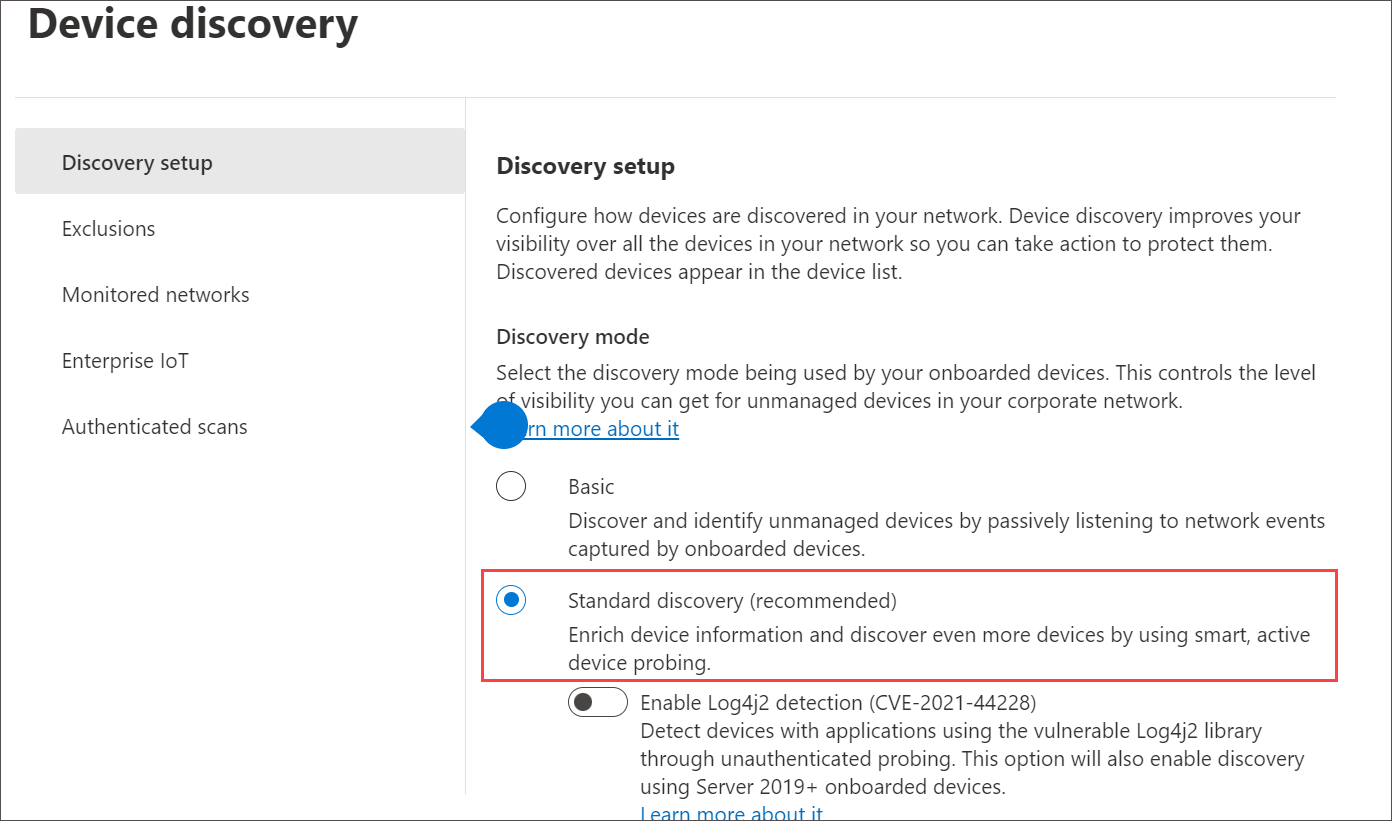 Device discovery
Discovery setup
Exclusions
Monitored networks
Enterprise IoT
Authenticated scans
Discovery setup
Configure how devices are discovered in your network. Device discovery improves your
visibility over all the devices in your network so you can take action to protect them.
Discovered devices appear in the device list.
Discovery mode
Select the discovery mode being used by your onboarded devices. This controls the level
of visibility you can get for unmanaged devices in your corporate network.
more about it
Basic
Discover and identify unmanaged devices by passively listening to network events
captured by onboarded devices.
Standard discovery (recommended)
Enrich device information and discover even more devices by using smart, active
device probing.
Enable Log4j2 detection (CVE-2021-44228)
Detect devices with applications using the vulnerable Log4j2 library
through unauthenticated probing. This option will also enable discovery
using Server 2019+ onboarded devices.
Learn more about it